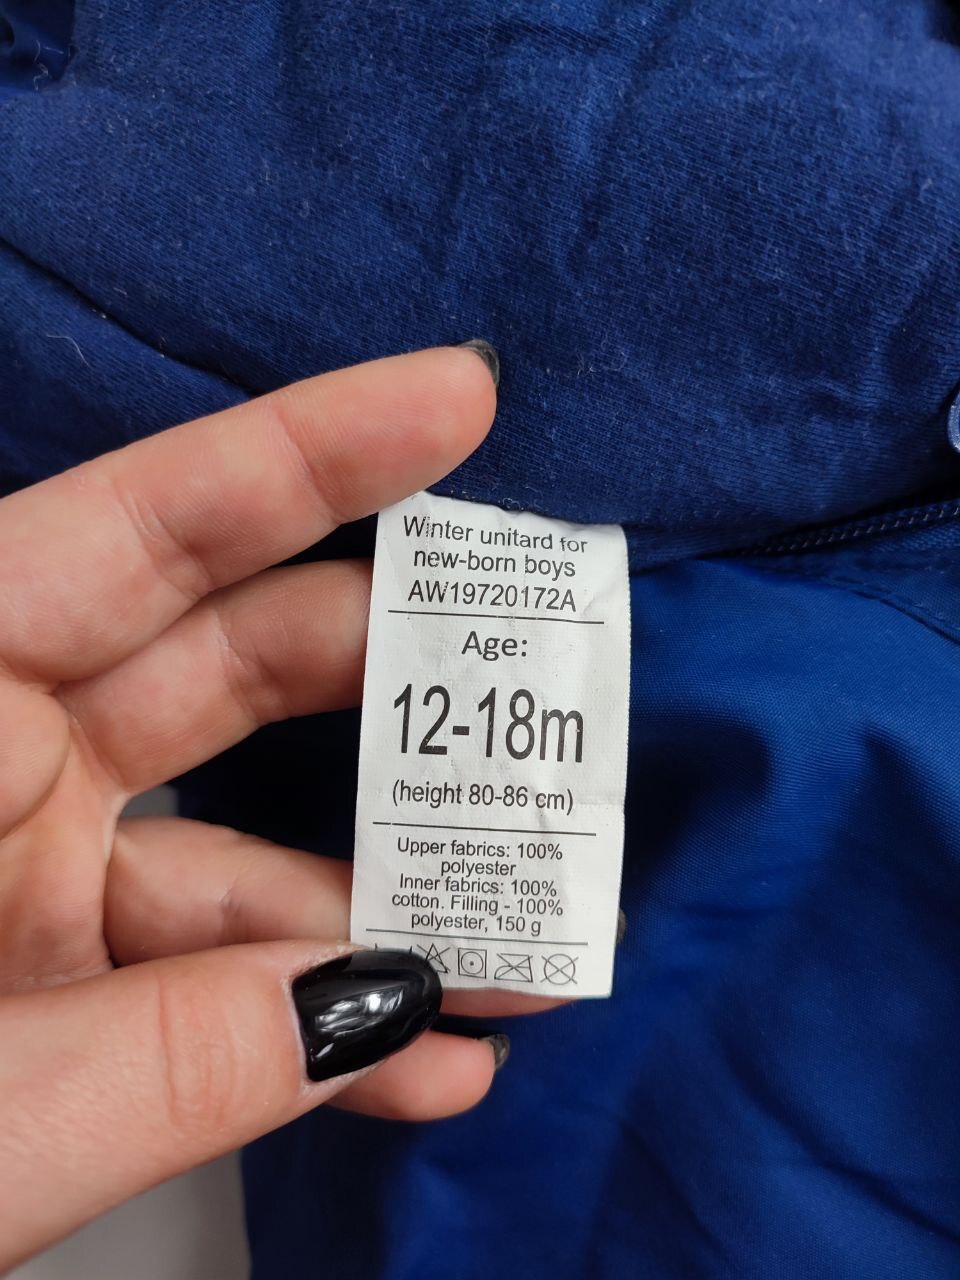 Winter unitard for
new-born boys
AW19720172A
Age:
12-18m
(height 80-86 cm)
Upper fabrics: 100%
polyester
Inner fabrics: 100%
cotton. Filling - 100%
polyester, 150 g